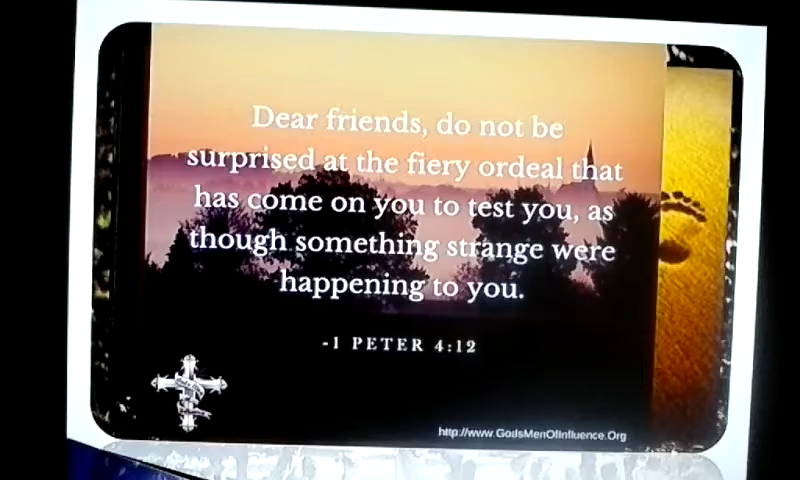 Dear friends, do not be
surprised at the fiery ordeal that
has come on you to test you, as
though something strange were
happening to you.
-1 PETER 4:12
http://www.GodsMenOfInfluence.Org